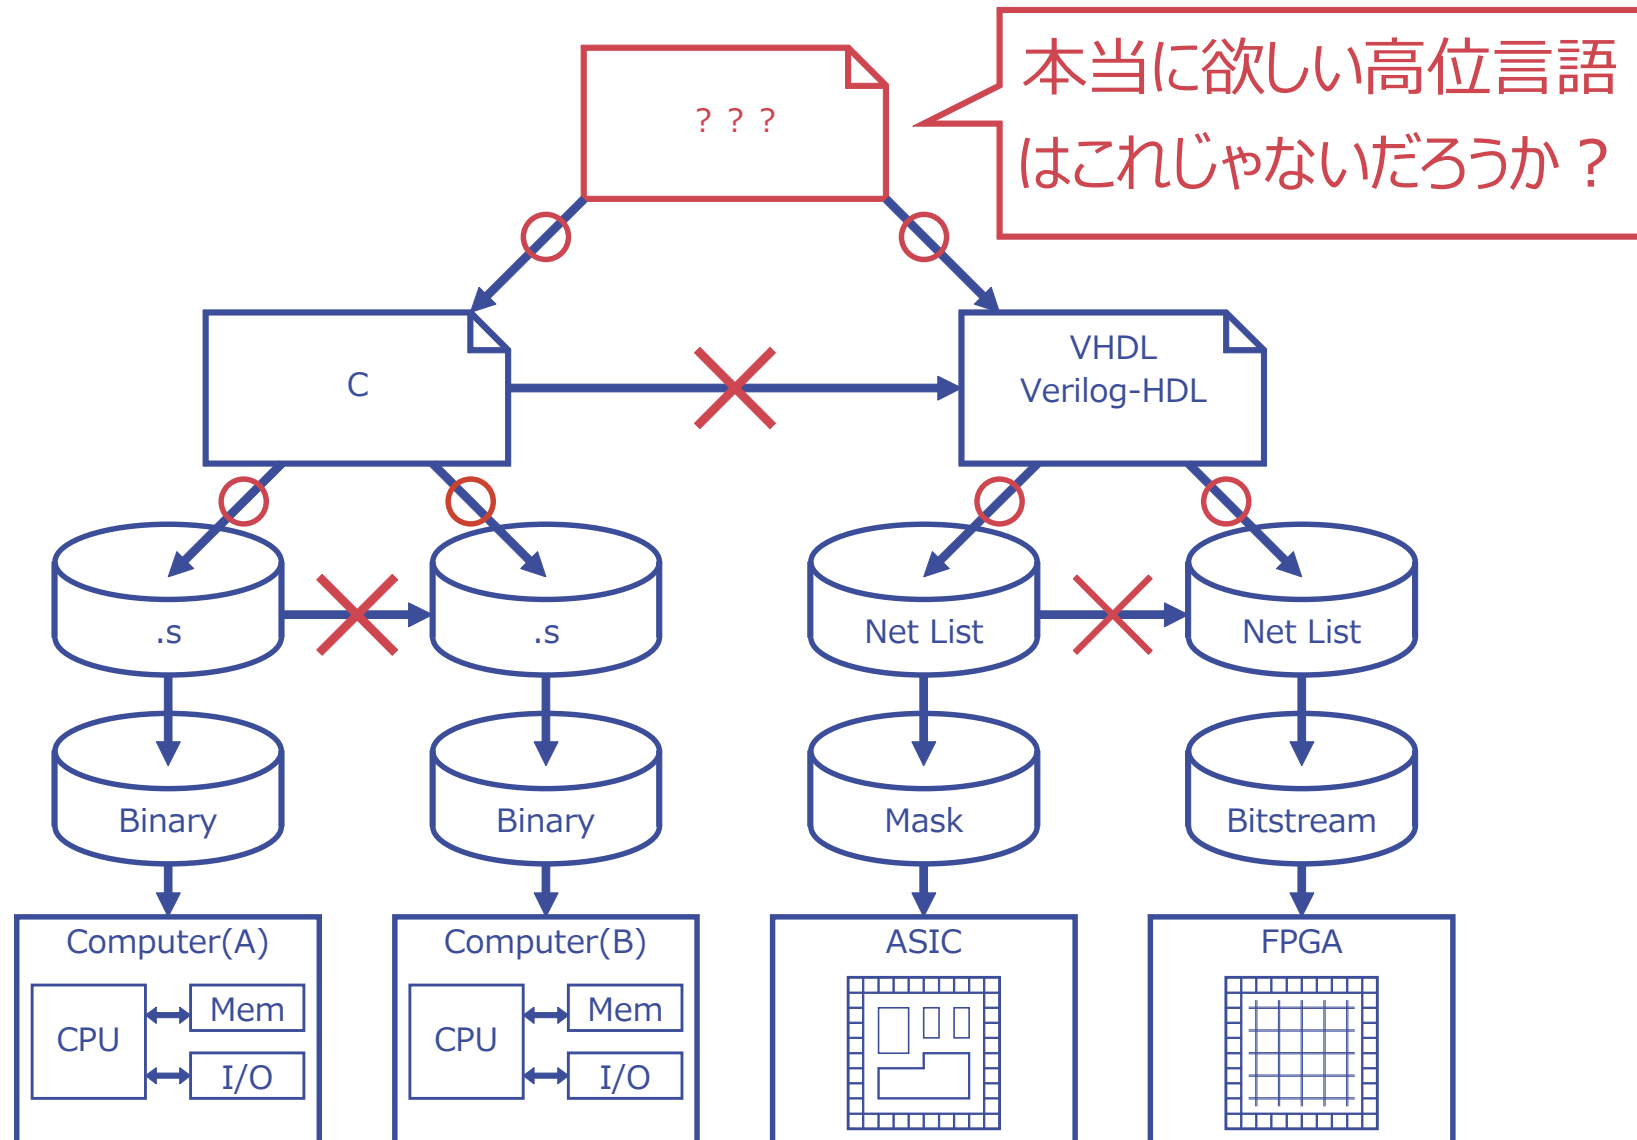 本当に欲しい高位言語
はこれじゃないだろうか？
？？？
C
VHDL
Verilog-HDL
.s
.s
Net List
Net List
Binary
Binary
Mask
Bitstream
Computer(A)
CPU
Mem
I/O
Computer(B)
CPU
Mem
I/O
ASIC
FPGA